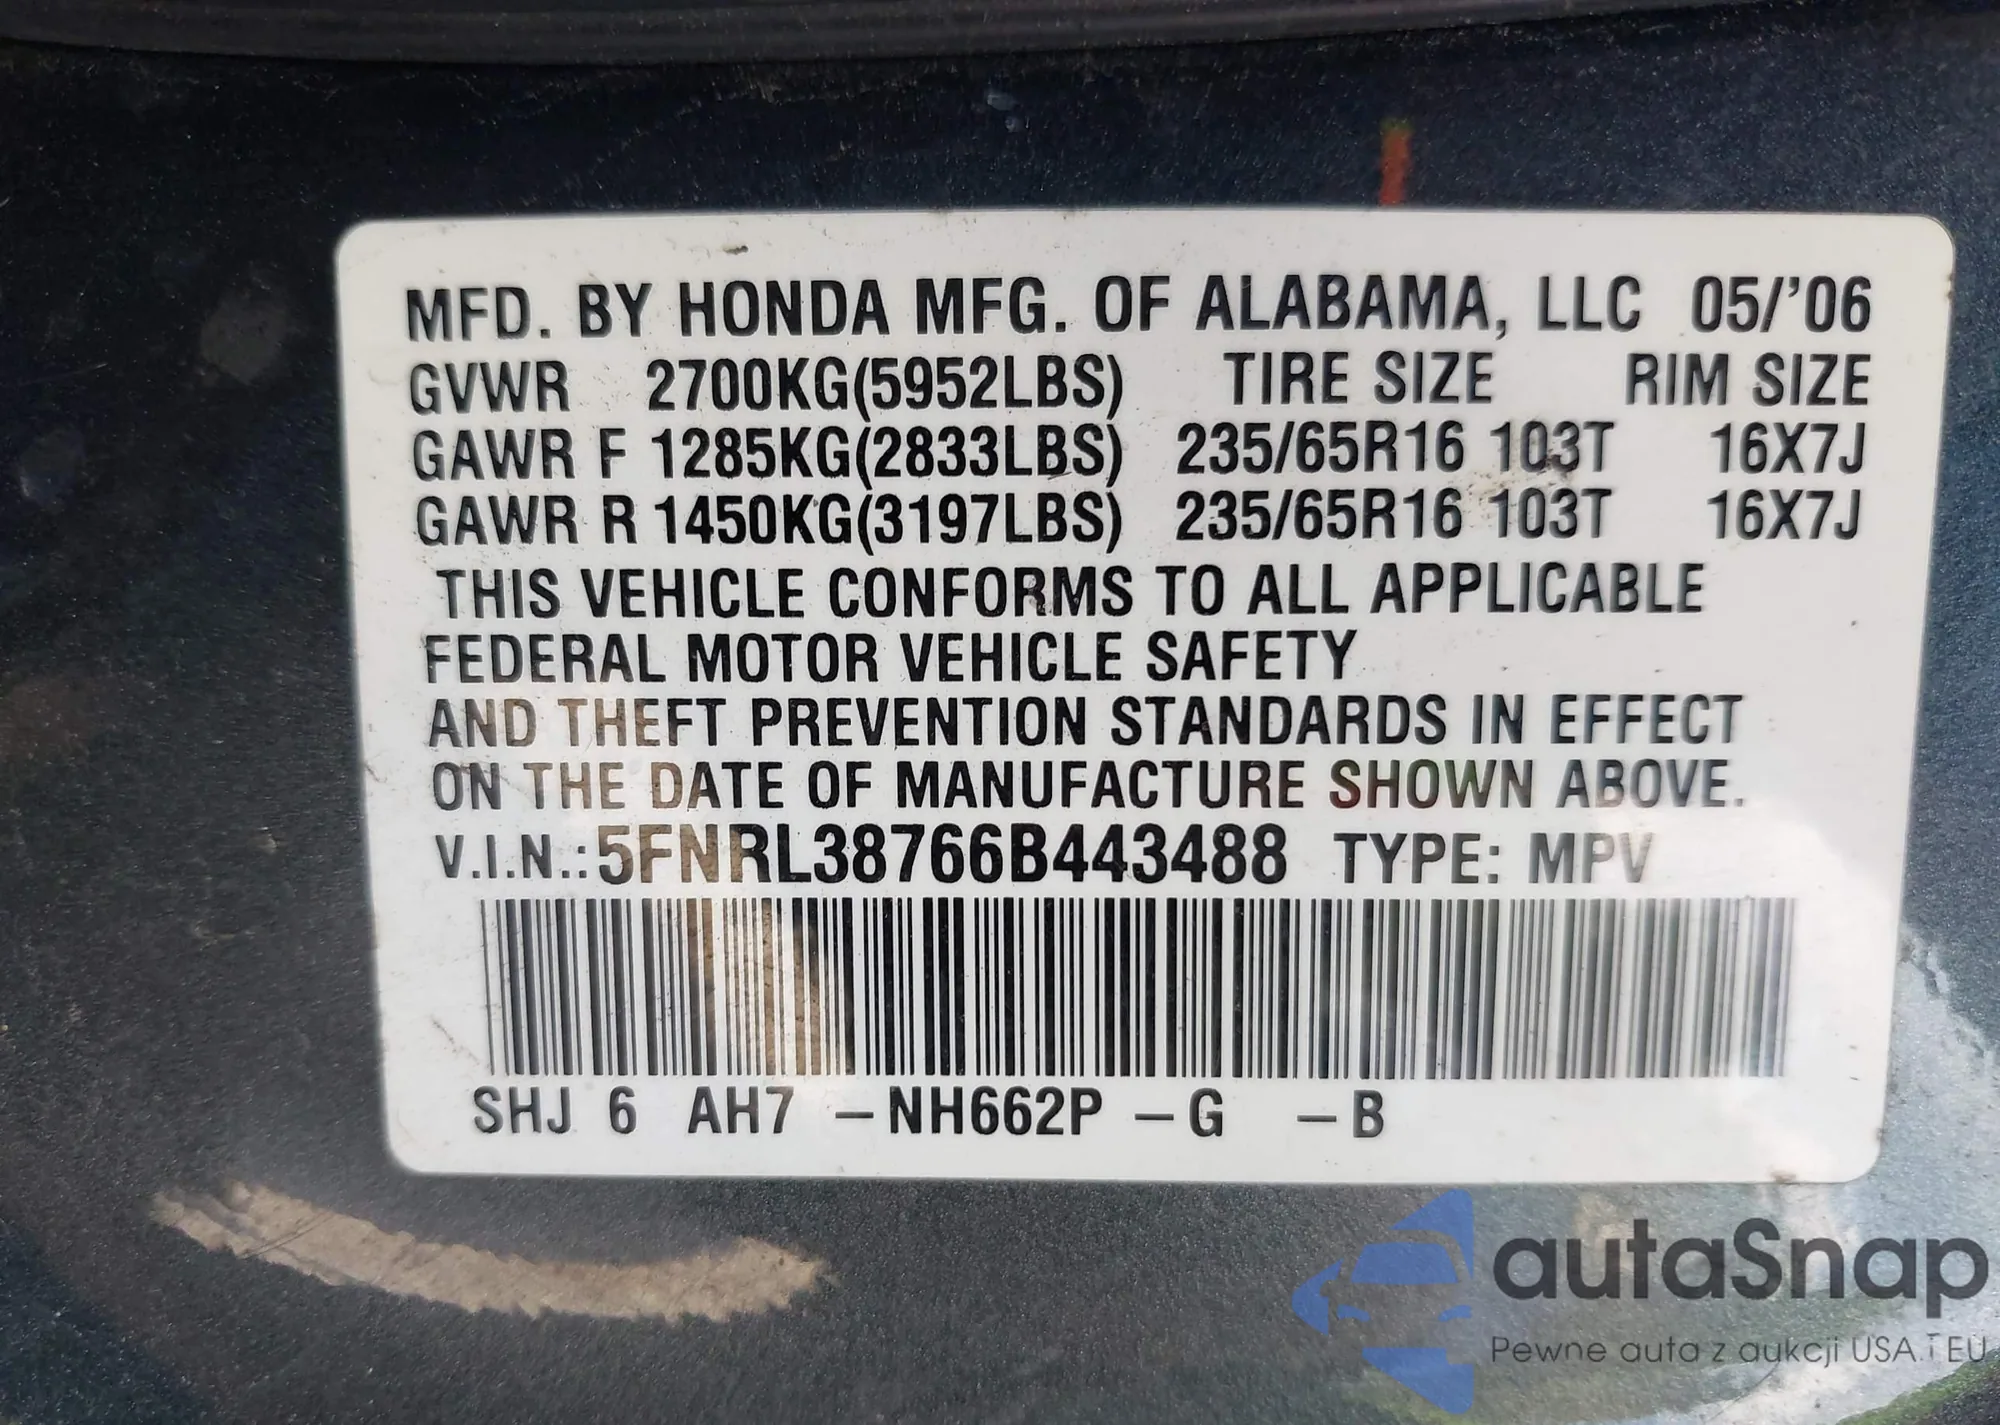 MFD. BY HONDA MFG. OF ALABAMA, LLC 05/'06
GVWR 2700KG(5952LBS) TIRE SIZE RIM SIZE
GAWR F 1285KG(2833LBS) 235/65R16 103T 16X7J
GAWR R 1450KG(3197LBS) 235/65R16 103T 16X7J
THIS VEHICLE CONFORMS TO ALL APPLICABLE
FEDERAL MOTOR VEHICLE SAFETY
AND THEFT PREVENTION STANDARDS IN EFFECT
ON THE DATE OF MANUFACTURE SHOWN ABOVE.
V.I.N.: 5FNRL38766B443488 TYPE: MPV
SHJ 6 AH7 –NH662P –G –B
autaSnap
Pewne auta z aukcji USA i EU